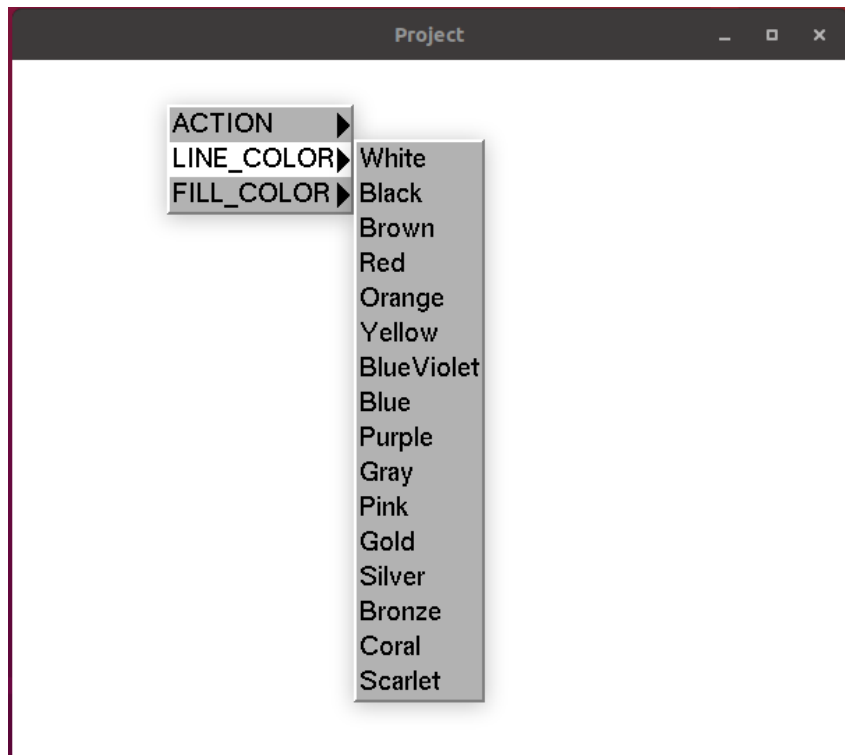 Project
ACTION
LINE_COLOR
FILL_COLOR
White
Black
Brown
Red
Orange
Yellow
BlueViolet
Blue
Purple
Gray
Pink
Gold
Silver
Bronze
Coral
Scarlet